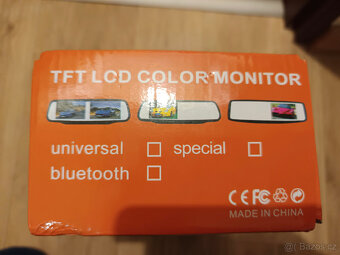 TFT LCD COLOR MONITOR
universal □ special □
bluetooth □
CE FC
MADE IN CHINA
Bazoš.cz